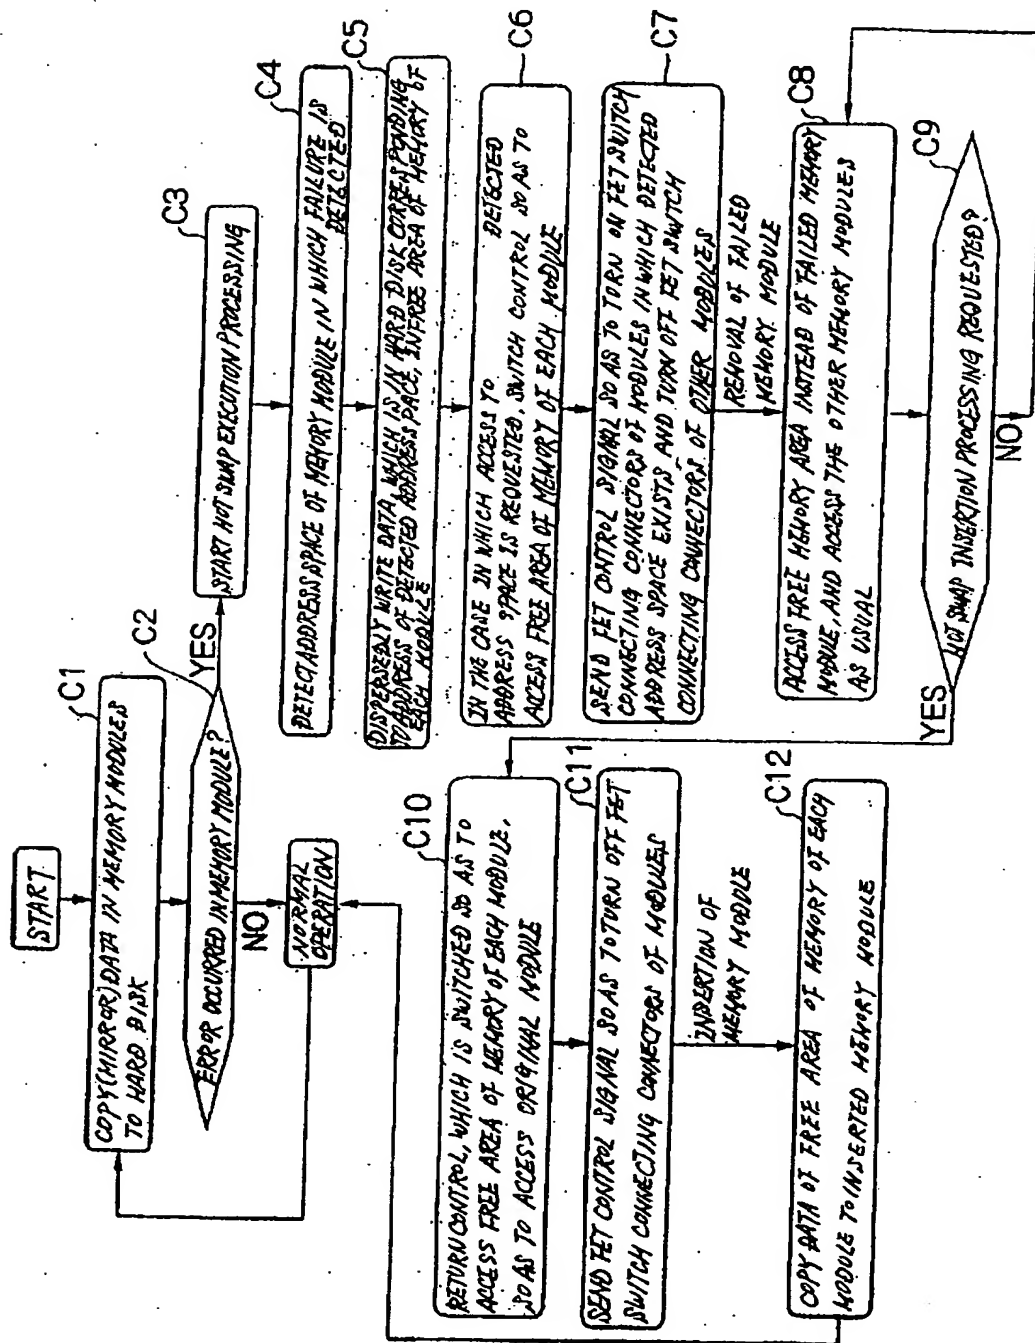 START
C1
COPY (MIRROR) DATA IN MEMORY MODULES
TO HARD DISK
C2
ERROR OCCURRED IN MEMORY MODULE?
YES
NO
NORMAL
OPERATION
C3
START HOT SWAP EXECUTION PROCESSING
C4
DETECT ADDRESS SPACE OF MEMORY MODULE IN WHICH FAILURE IS
DETECTED
C5
DISPERSEDLY WRITE DATA, WHICH IS IN HARD DISK CORRESPONDING
TO ADDRESS OF DETECTED ADDRESS SPACE, IN FREE AREA OF MEMORY OF
EACH MODULE
C6
IN THE CASE IN WHICH ACCESS TO DETECTED
ADDRESS SPACE IS REQUESTED, SWITCH CONTROL SO AS TO
ACCESS FREE AREA OF MEMORY OF EACH MODULE
C7
SEND FET CONTROL SIGNAL SO AS TO TURN ON FET SWITCH
CONNECTING CONNECTORS OF MODULES IN WHICH DETECTED
ADDRESS SPACE EXISTS AND TURN OFF FET SWITCH
CONNECTING CONNECTORS OF OTHER MODULES
REMOVAL OF FAILED
MEMORY MODULE
C8
ACCESS FREE MEMORY AREA INSTEAD OF FAILED MEMORY
MODULE, AND ACCESS THE OTHER MEMORY MODULES
AS USUAL
C9
HOT SWAP INSERTION PROCESSING REQUESTED?
YES
NO
C10
RETURN CONTROL, WHICH IS SWITCHED SO AS TO
ACCESS FREE AREA OF MEMORY OF EACH MODULE,
SO AS TO ACCESS ORIGINAL MODULE
C11
SEND FET CONTROL SIGNAL SO AS TO TURN OFF FET
SWITCH CONNECTING CONNECTORS OF MODULES
INSERTION OF
MEMORY MODULE
C12
COPY DATA OF FREE AREA OF MEMORY OF EACH
MODULE TO INSERTED MEMORY MODULE